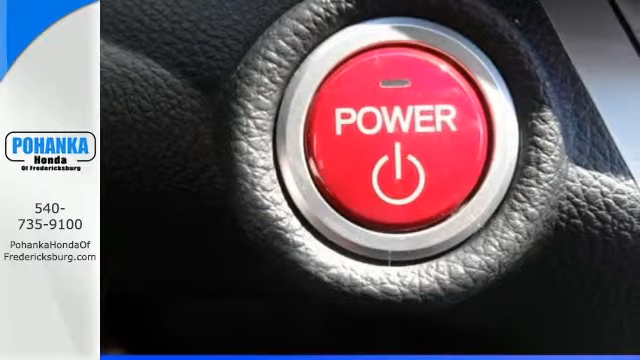 POHANKA
Honda
Of Fredericksburg
540-
735-9100
PohankaHondaOf
Fredericksburg.com
POWER